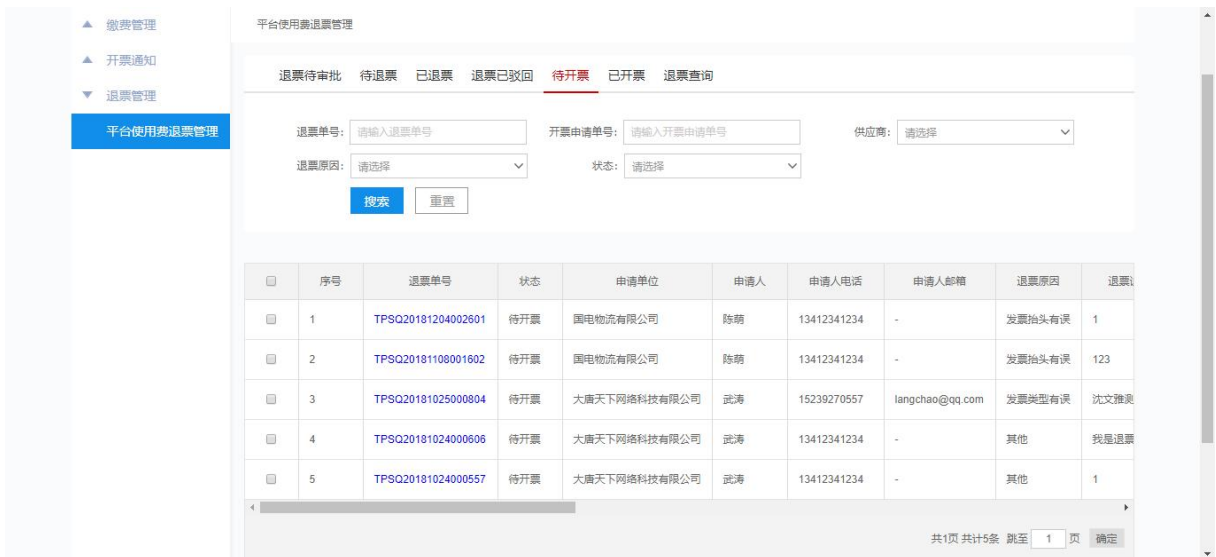 缴费管理
平台使用费退票管理
开票通知
退票管理
平台使用费退票管理
退票待审批 待退票 已退票 退票已驳回 待开票 已开票 退票查询
退票单号: 请输入退票单号 开票申请单号: 请输入开票申请单号 供应商: 请选择
退票原因: 请选择 状态: 请选择
搜索 重置
序号 退票单号 状态 申请单位 申请人 申请人电话 申请人邮箱 退票原因 退票
1 TPSQ20181204002601 待开票 国电物流有限公司 陈萌 13412341234 - 发票抬头有误 1
2 TPSQ20181108001602 待开票 国电物流有限公司 陈萌 13412341234 - 发票抬头有误 123
3 TPSQ20181025000804 待开票 大唐天下网络科技有限公司 武涛 15239270557 langchao@qq.com 发票类型有误 沈文雅测
4 TPSQ20181024000606 待开票 大唐天下网络科技有限公司 武涛 13412341234 - 其他 我是退票
5 TPSQ20181024000557 待开票 大唐天下网络科技有限公司 武涛 13412341234 - 其他 1
共1页 共计5条 跳至 1 页 确定